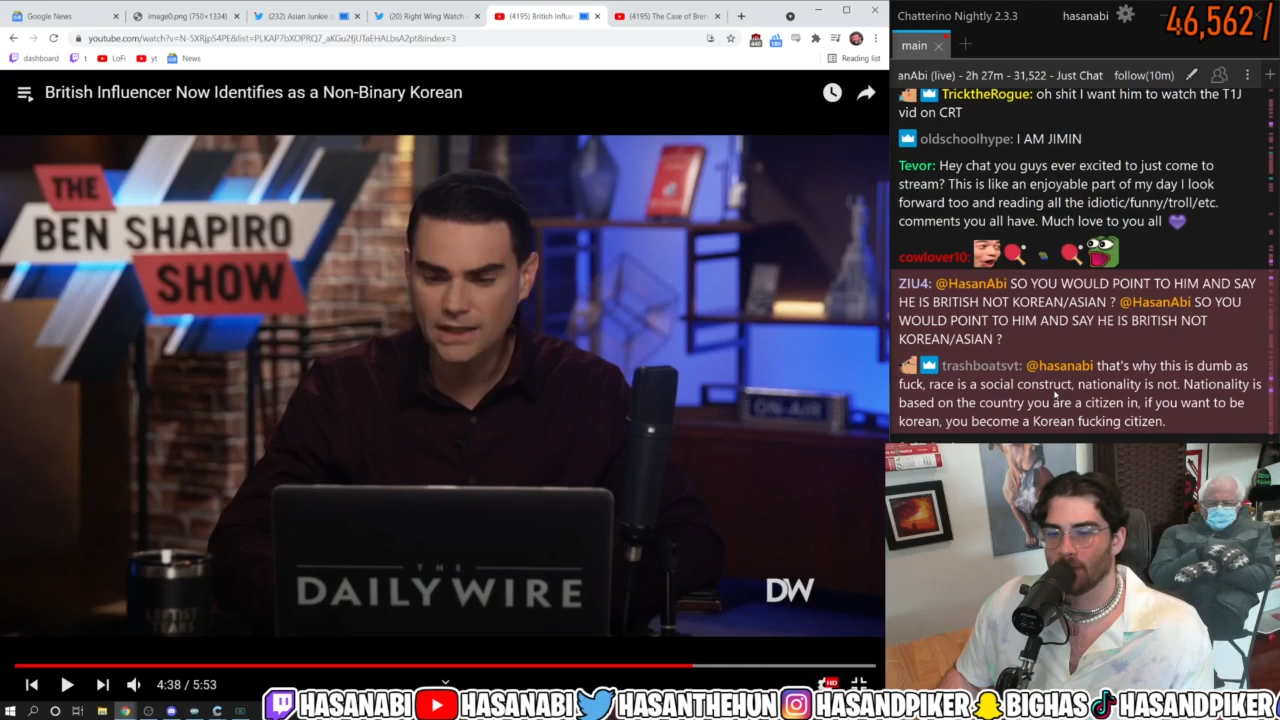 Google News
image0.png (750×1334)
(232) Asian Junkie
(20) Right Wing Watch
(4195) British Influe
(4195) The Case of Bren
youtube.com/watch?v=N-5XRjpS4PE&list=PLKAP7bXOPRQ7_aKGu2fjUTaEHALbsA2pt&index=3
dashboard
t
LoFi
yt
News
Reading list
British Influencer Now Identifies as a Non-Binary Korean
THE
BEN SHAPIRO
SHOW
ON-AIR
LEFTIST
TEARS
THE
DAILYWIRE
DW
4:38 / 5:53
HD
Chatterino Nightly 2.3.3
hasanabi
46,562 /
main
anAbi (live) - 2h 27m - 31,522 - Just Chat
follow(10m)
TricktheRogue: oh shit I want him to watch the T1J
vid on CRT
oldschoolhype: I AM JIMIN
Tevor: Hey chat you guys ever excited to just come to
stream? This is like an enjoyable part of my day I look
forward too and reading all the idiotic/funny/troll/etc.
comments you all have. Much love to you all
cowlover10:
ZIU4: @HasanAbi SO YOU WOULD POINT TO HIM AND SAY
HE IS BRITISH NOT KOREAN/ASIAN ? @HasanAbi SO YOU
WOULD POINT TO HIM AND SAY HE IS BRITISH NOT
KOREAN/ASIAN ?
trashboatsvt: @hasanabi that's why this is dumb as
fuck, race is a social construct, nationality is not. Nationality is
based on the country you are a citizen in, if you want to be
korean, you become a Korean fucking citizen.
HASANABI
HASANABI
HASANTHEHUN
HASANDPIKER
BIGHAS
HASANDPIKER